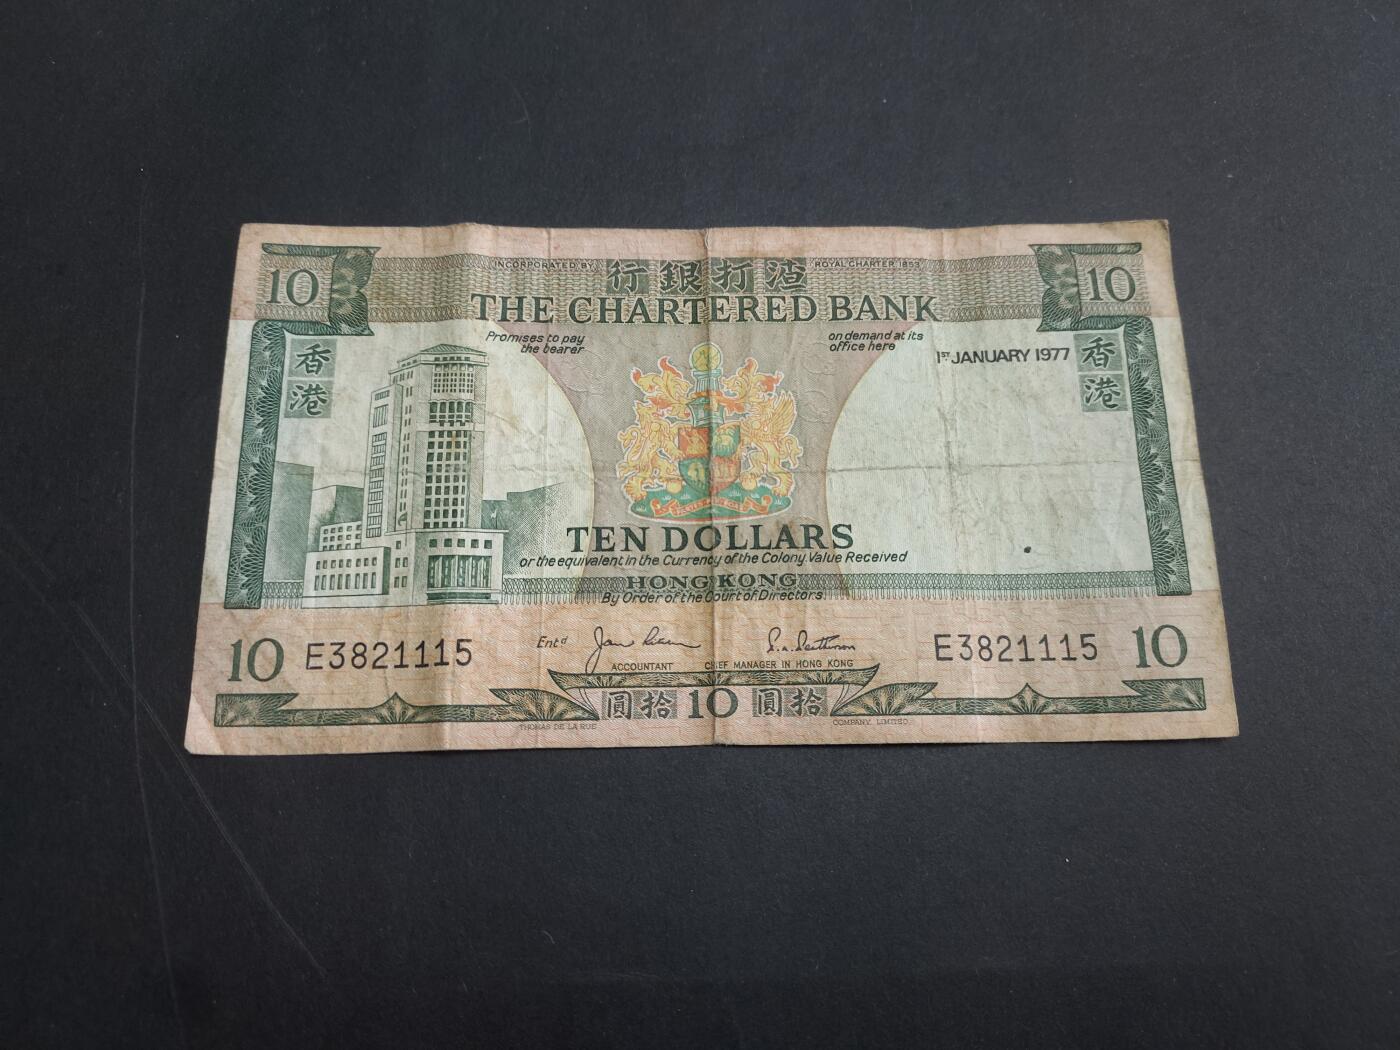 10 INCORPORATED BY 行銀打渣 ROYAL CHARTER 1853 10
THE CHARTERED BANK
Promises to pay
the bearer
on demand at its
office here
1ST JANUARY 1977
香港
香港
TEN DOLLARS
or the equivalent in the Currency of the Colony. Value Received
HONG KONG
By Order of the Court of Directors
10 E3821115 Entd E3821115 10
ACCOUNTANT CHIEF MANAGER IN HONG KONG
圓拾 10 圓拾
THOMAS DE LA RUE COMPANY, LIMITED.